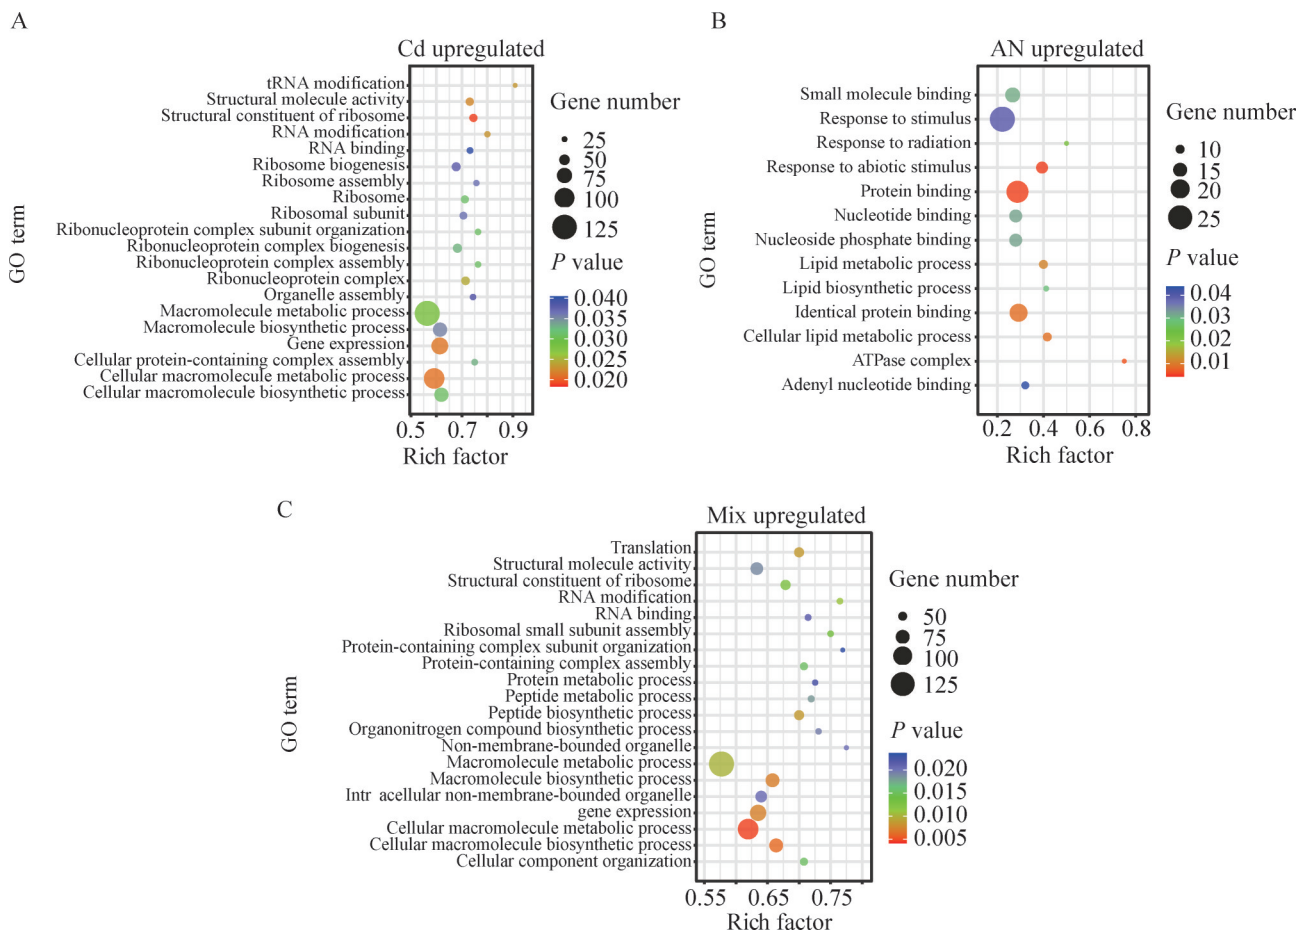 A
Cd upregulated
GO term
tRNA modification
Structural molecule activity
Structural constituent of ribosome
RNA modification
RNA binding
Ribosome biogenesis
Ribosome assembly
Ribosome
Ribosomal subunit
Ribonucleoprotein complex subunit organization
Ribonucleoprotein complex biogenesis
Ribonucleoprotein complex assembly
Ribonucleoprotein complex
Organelle assembly
Macromolecule metabolic process
Macromolecule biosynthetic process
Gene expression
Cellular protein-containing complex assembly
Cellular macromolecule metabolic process
Cellular macromolecule biosynthetic process
0.5 0.7 0.9
Rich factor
Gene number
25
50
75
100
125
P value
0.040
0.035
0.030
0.025
0.020
B
AN upregulated
GO term
Small molecule binding
Response to stimulus
Response to radiation
Response to abiotic stimulus
Protein binding
Nucleotide binding
Nucleoside phosphate binding
Lipid metabolic process
Lipid biosynthetic process
Identical protein binding
Cellular lipid metabolic process
ATPase complex
Adenyl nucleotide binding
0.2 0.4 0.6 0.8
Rich factor
Gene number
10
15
20
25
P value
0.04
0.03
0.02
0.01
C
Mix upregulated
GO term
Translation
Structural molecule activity
Structural constituent of ribosome
RNA modification
RNA binding
Ribosomal small subunit assembly
Protein-containing complex subunit organization
Protein-containing complex assembly
Protein metabolic process
Peptide metabolic process
Peptide biosynthetic process
Organonitrogen compound biosynthetic process
Non-membrane-bounded organelle
Macromolecule metabolic process
Macromolecule biosynthetic process
Intr acellular non-membrane-bounded organelle
gene expression
Cellular macromolecule metabolic process
Cellular macromolecule biosynthetic process
Cellular component organization
0.55 0.65 0.75
Rich factor
Gene number
50
75
100
125
P value
0.020
0.015
0.010
0.005